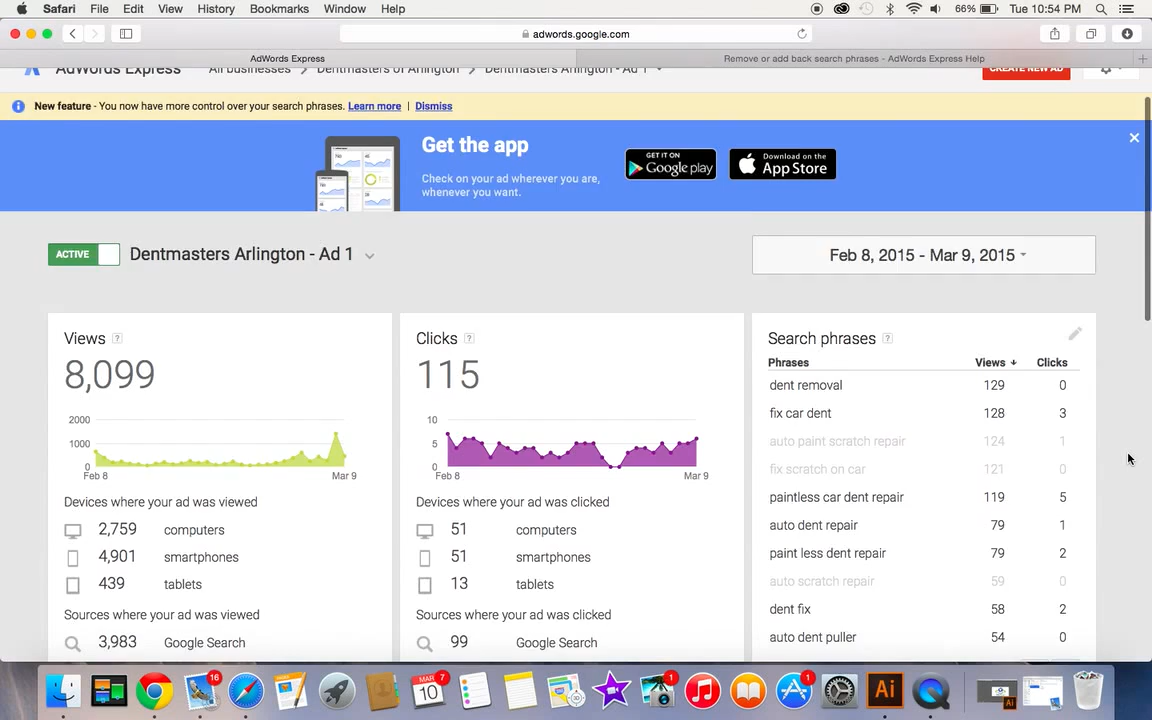 Safari File Edit View History Bookmarks Window Help 66% Tue 10:54 PM
adwords.google.com
AdWords Express Remove or add back search phrases - AdWords Express Help
AdWords Express All businesses Dentmasters of Arlington Dentmasters Arlington - Ad 1 CREATE NEW AD
New feature - You now have more control over your search phrases. Learn more | Dismiss
Get the app
Check on your ad wherever you are,
whenever you want.
GET IT ON
Google play
Download on the
App Store
ACTIVE Dentmasters Arlington - Ad 1 Feb 8, 2015 - Mar 9, 2015
Views ?
8,099
2000
1000
0
Feb 8 Mar 9
Devices where your ad was viewed
2,759 computers
4,901 smartphones
439 tablets
Sources where your ad was viewed
3,983 Google Search
Clicks ?
115
10
5
0
Feb 8 Mar 9
Devices where your ad was clicked
51 computers
51 smartphones
13 tablets
Sources where your ad was clicked
99 Google Search
Search phrases ?
Phrases Views Clicks
dent removal 129 0
fix car dent 128 3
auto paint scratch repair 124 1
fix scratch on car 121 0
paintless car dent repair 119 5
auto dent repair 79 1
paint less dent repair 79 2
auto scratch repair 59 0
dent fix 58 2
auto dent puller 54 0
16 MAR 7 10 1 1 Ai